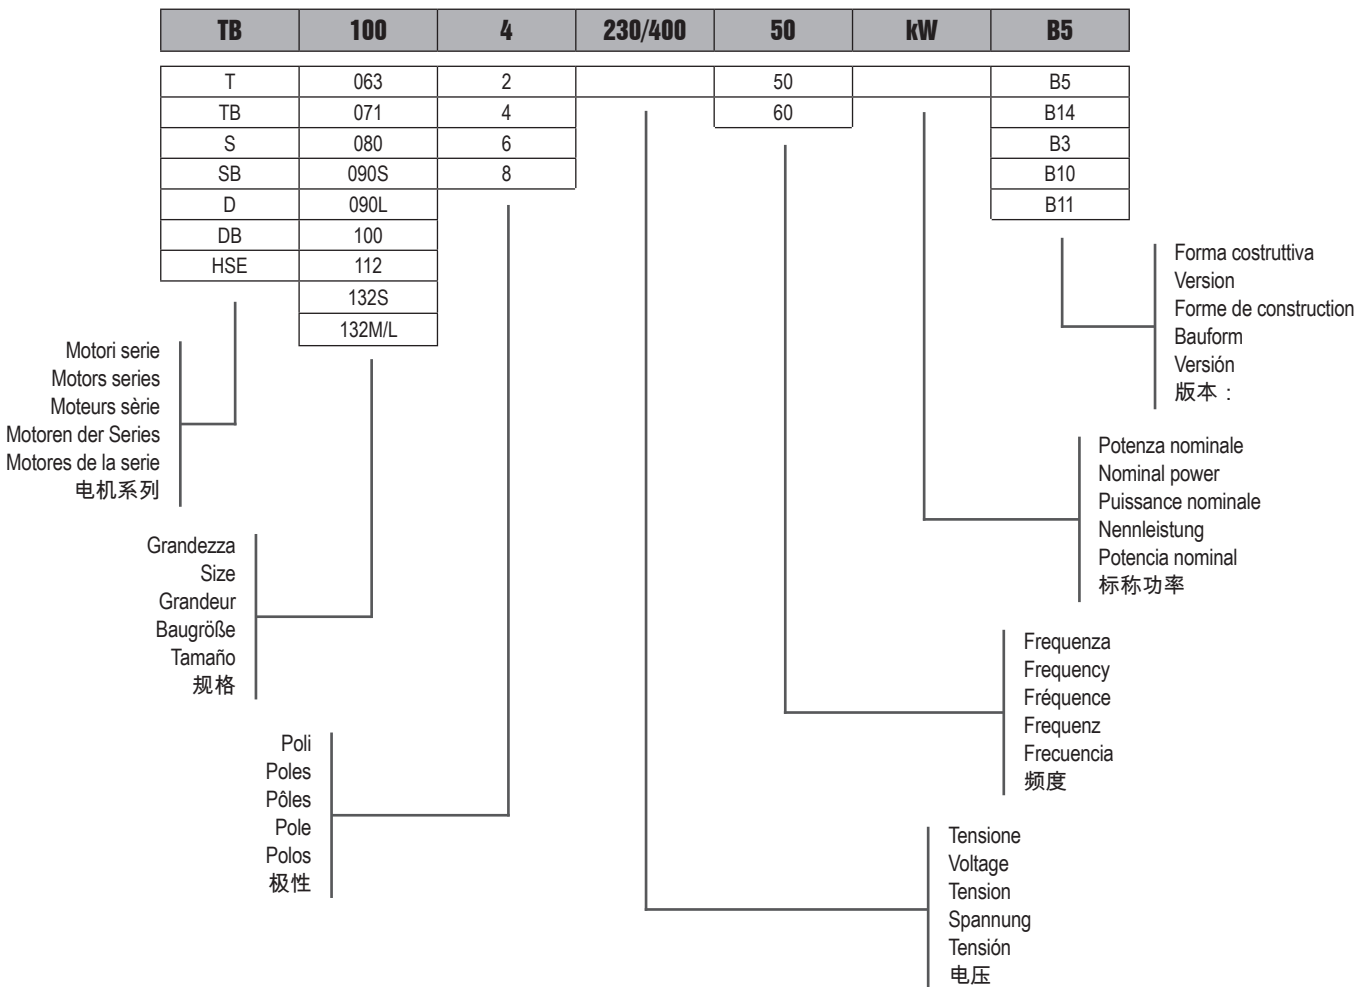 TB 100 4 230/400 50 kW B5
T 063 2 50 B5
TB 071 4 60 B14
S 080 6 B3
SB 090S 8 B10
D 090L B11
DB 100
HSE 112
132S
132M/L
Forma costruttiva
Version
Forme de construction
Bauform
Versión
版本：
Motori serie
Motors series
Moteurs sèrie
Motoren der Series
Motores de la serie
电机系列
Potenza nominale
Nominal power
Puissance nominale
Nennleistung
Potencia nominal
标称功率
Grandezza
Size
Grandeur
Baugröße
Tamaño
规格
Frequenza
Frequency
Fréquence
Frequenz
Frecuencia
频度
Poli
Poles
Pôles
Pole
Polos
极性
Tensione
Voltage
Tension
Spannung
Tensión
电压